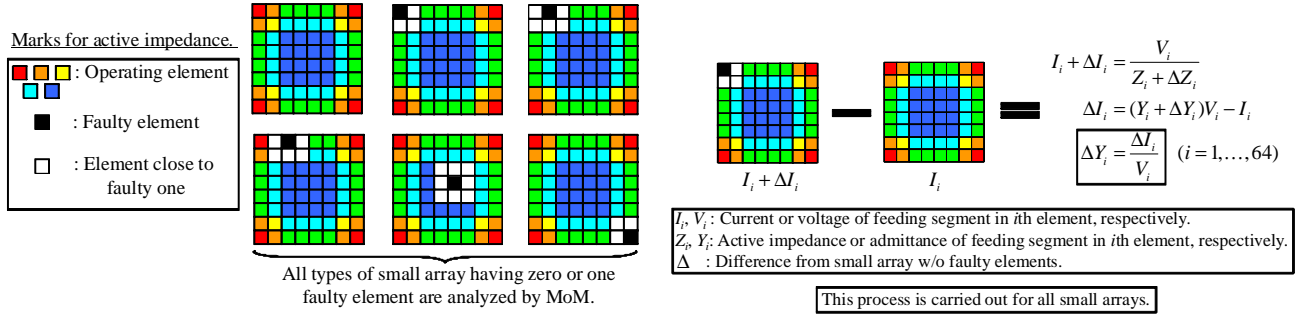 Marks for active impedance.
: Operating element
: Faulty element
: Element close to
faulty one
All types of small array having zero or one
faulty element are analyzed by MoM.
I_i + ΔI_i
I_i
I_i + ΔI_i = V_i / (Z_i + ΔZ_i)
ΔI_i = (Y_i + ΔY_i)V_i − I_i
ΔY_i = ΔI_i / V_i (i = 1,…,64)
I_i, V_i : Current or voltage of feeding segment in ith element, respectively.
Z_i, Y_i: Active impedance or admittance of feeding segment in ith element, respectively.
Δ : Difference from small array w/o faulty elements.
This process is carried out for all small arrays.